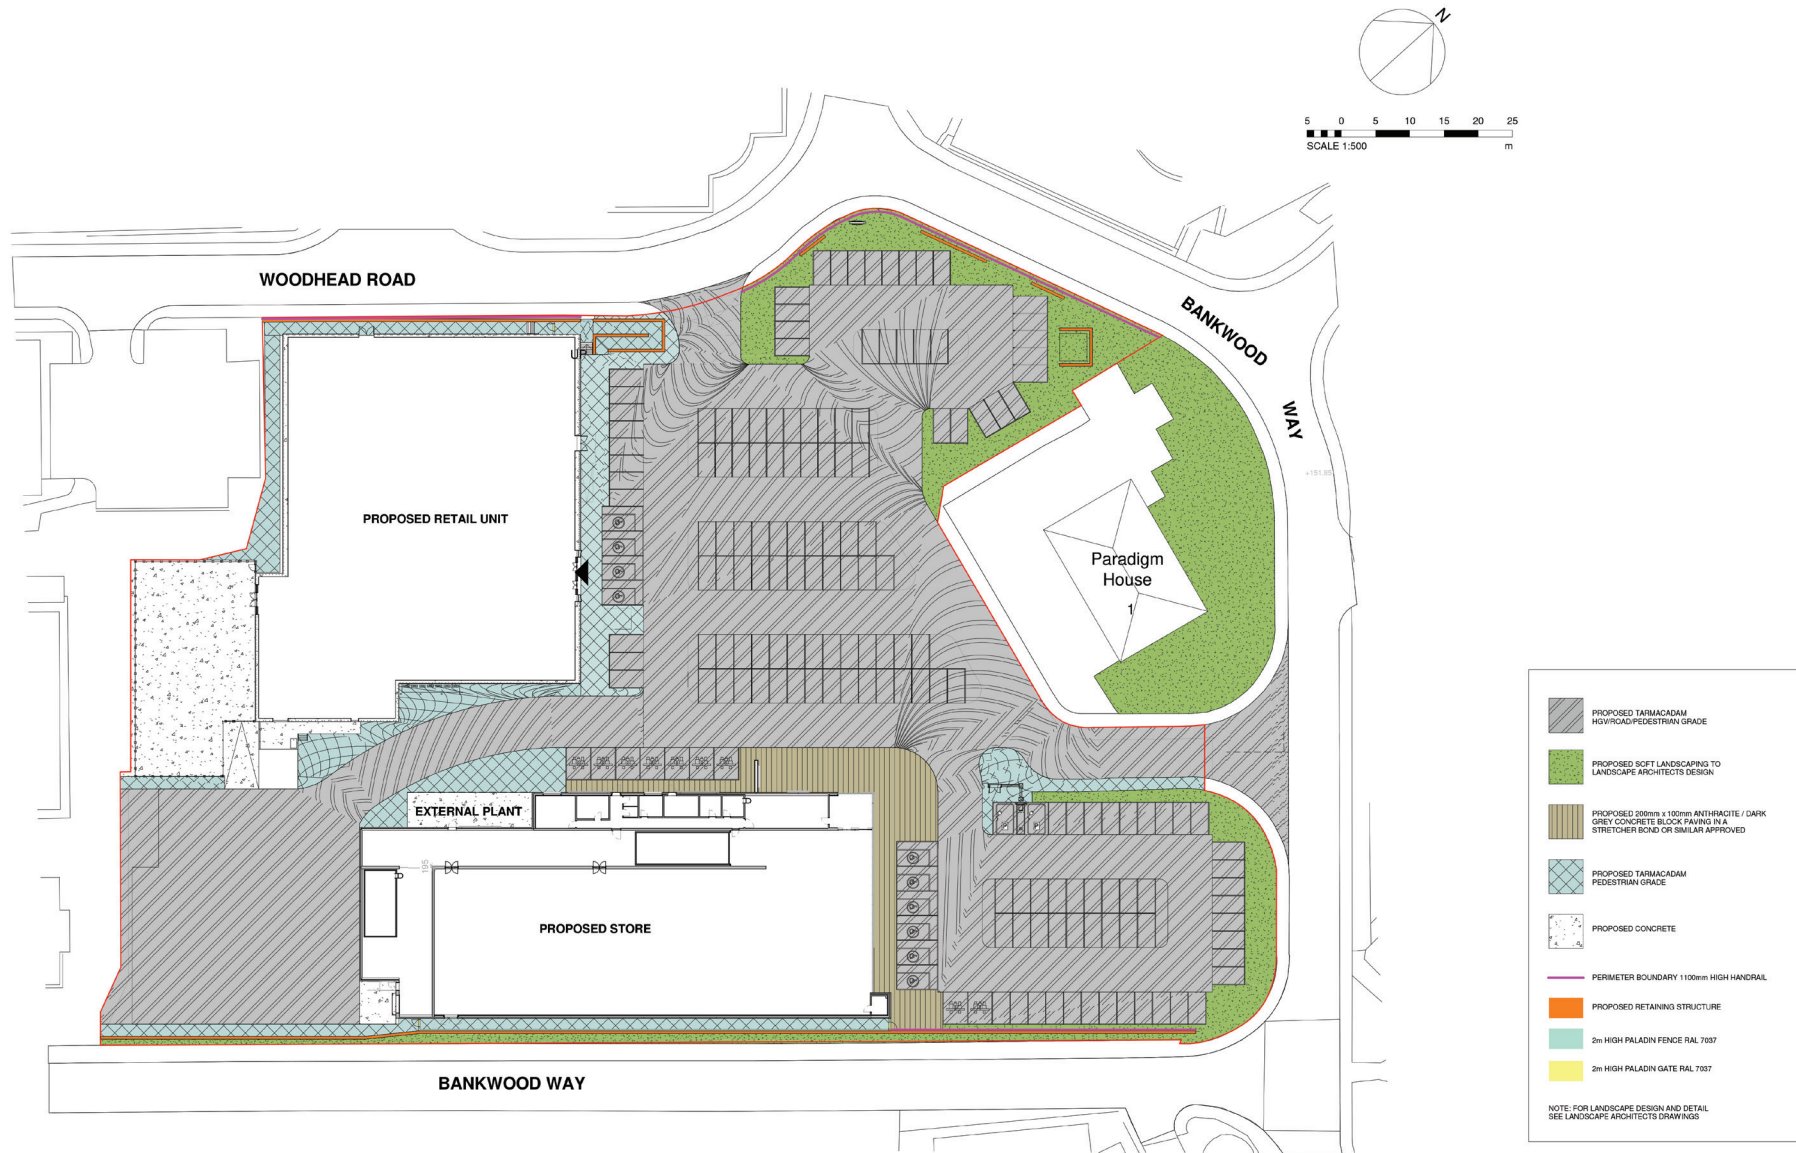 N
5 0 5 10 15 20 25
SCALE 1:500 m
WOODHEAD ROAD
BANKWOOD
WAY
+151.85
UP
PROPOSED RETAIL UNIT
Paradigm
House
1
EXTERNAL PLANT
195
PROPOSED STORE
BANKWOOD WAY
PROPOSED TARMACADAM
HGV/ROAD/PEDESTRIAN GRADE
PROPOSED SOFT LANDSCAPING TO
LANDSCAPE ARCHITECTS DESIGN
PROPOSED 200mm x 100mm ANTHRACITE / DARK
GREY CONCRETE BLOCK PAVING IN A
STRETCHER BOND OR SIMILAR APPROVED
PROPOSED TARMACADAM
PEDESTRIAN GRADE
PROPOSED CONCRETE
PERIMETER BOUNDARY 1100mm HIGH HANDRAIL
PROPOSED RETAINING STRUCTURE
2m HIGH PALADIN FENCE RAL 7037
2m HIGH PALADIN GATE RAL 7037
NOTE: FOR LANDSCAPE DESIGN AND DETAIL
SEE LANDSCAPE ARCHITECTS DRAWINGS